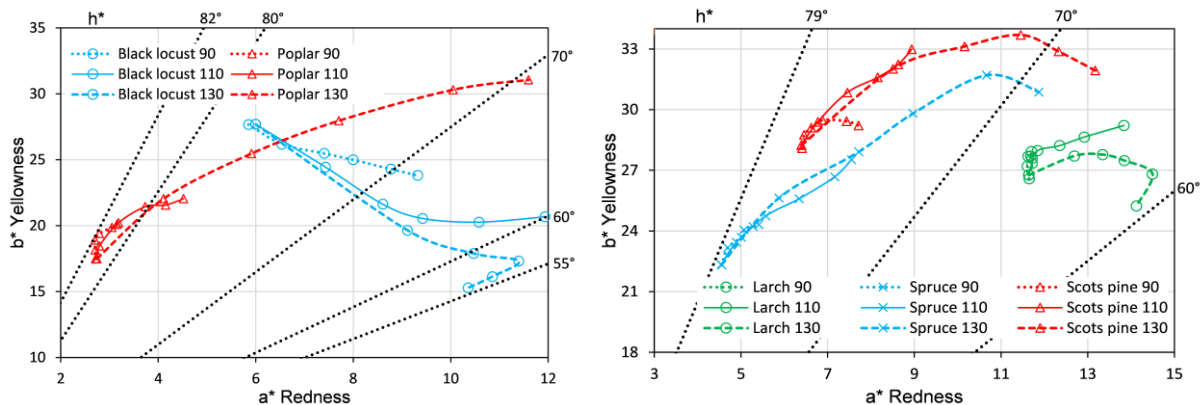 h* 82° 80°
35
Black locust 90 Poplar 90
70°
Black locust 110 Poplar 110
30
Black locust 130 Poplar 130
25
20
60°
15
55°
10
2 4 6 8 10 12
b* Yellowness
a* Redness
h* 79° 70°
33
30
27
60°
24
21
Larch 90 Spruce 90 Scots pine 90
Larch 110 Spruce 110 Scots pine 110
Larch 130 Spruce 130 Scots pine 130
18
3 5 7 9 11 13 15
b* Yellowness
a* Redness